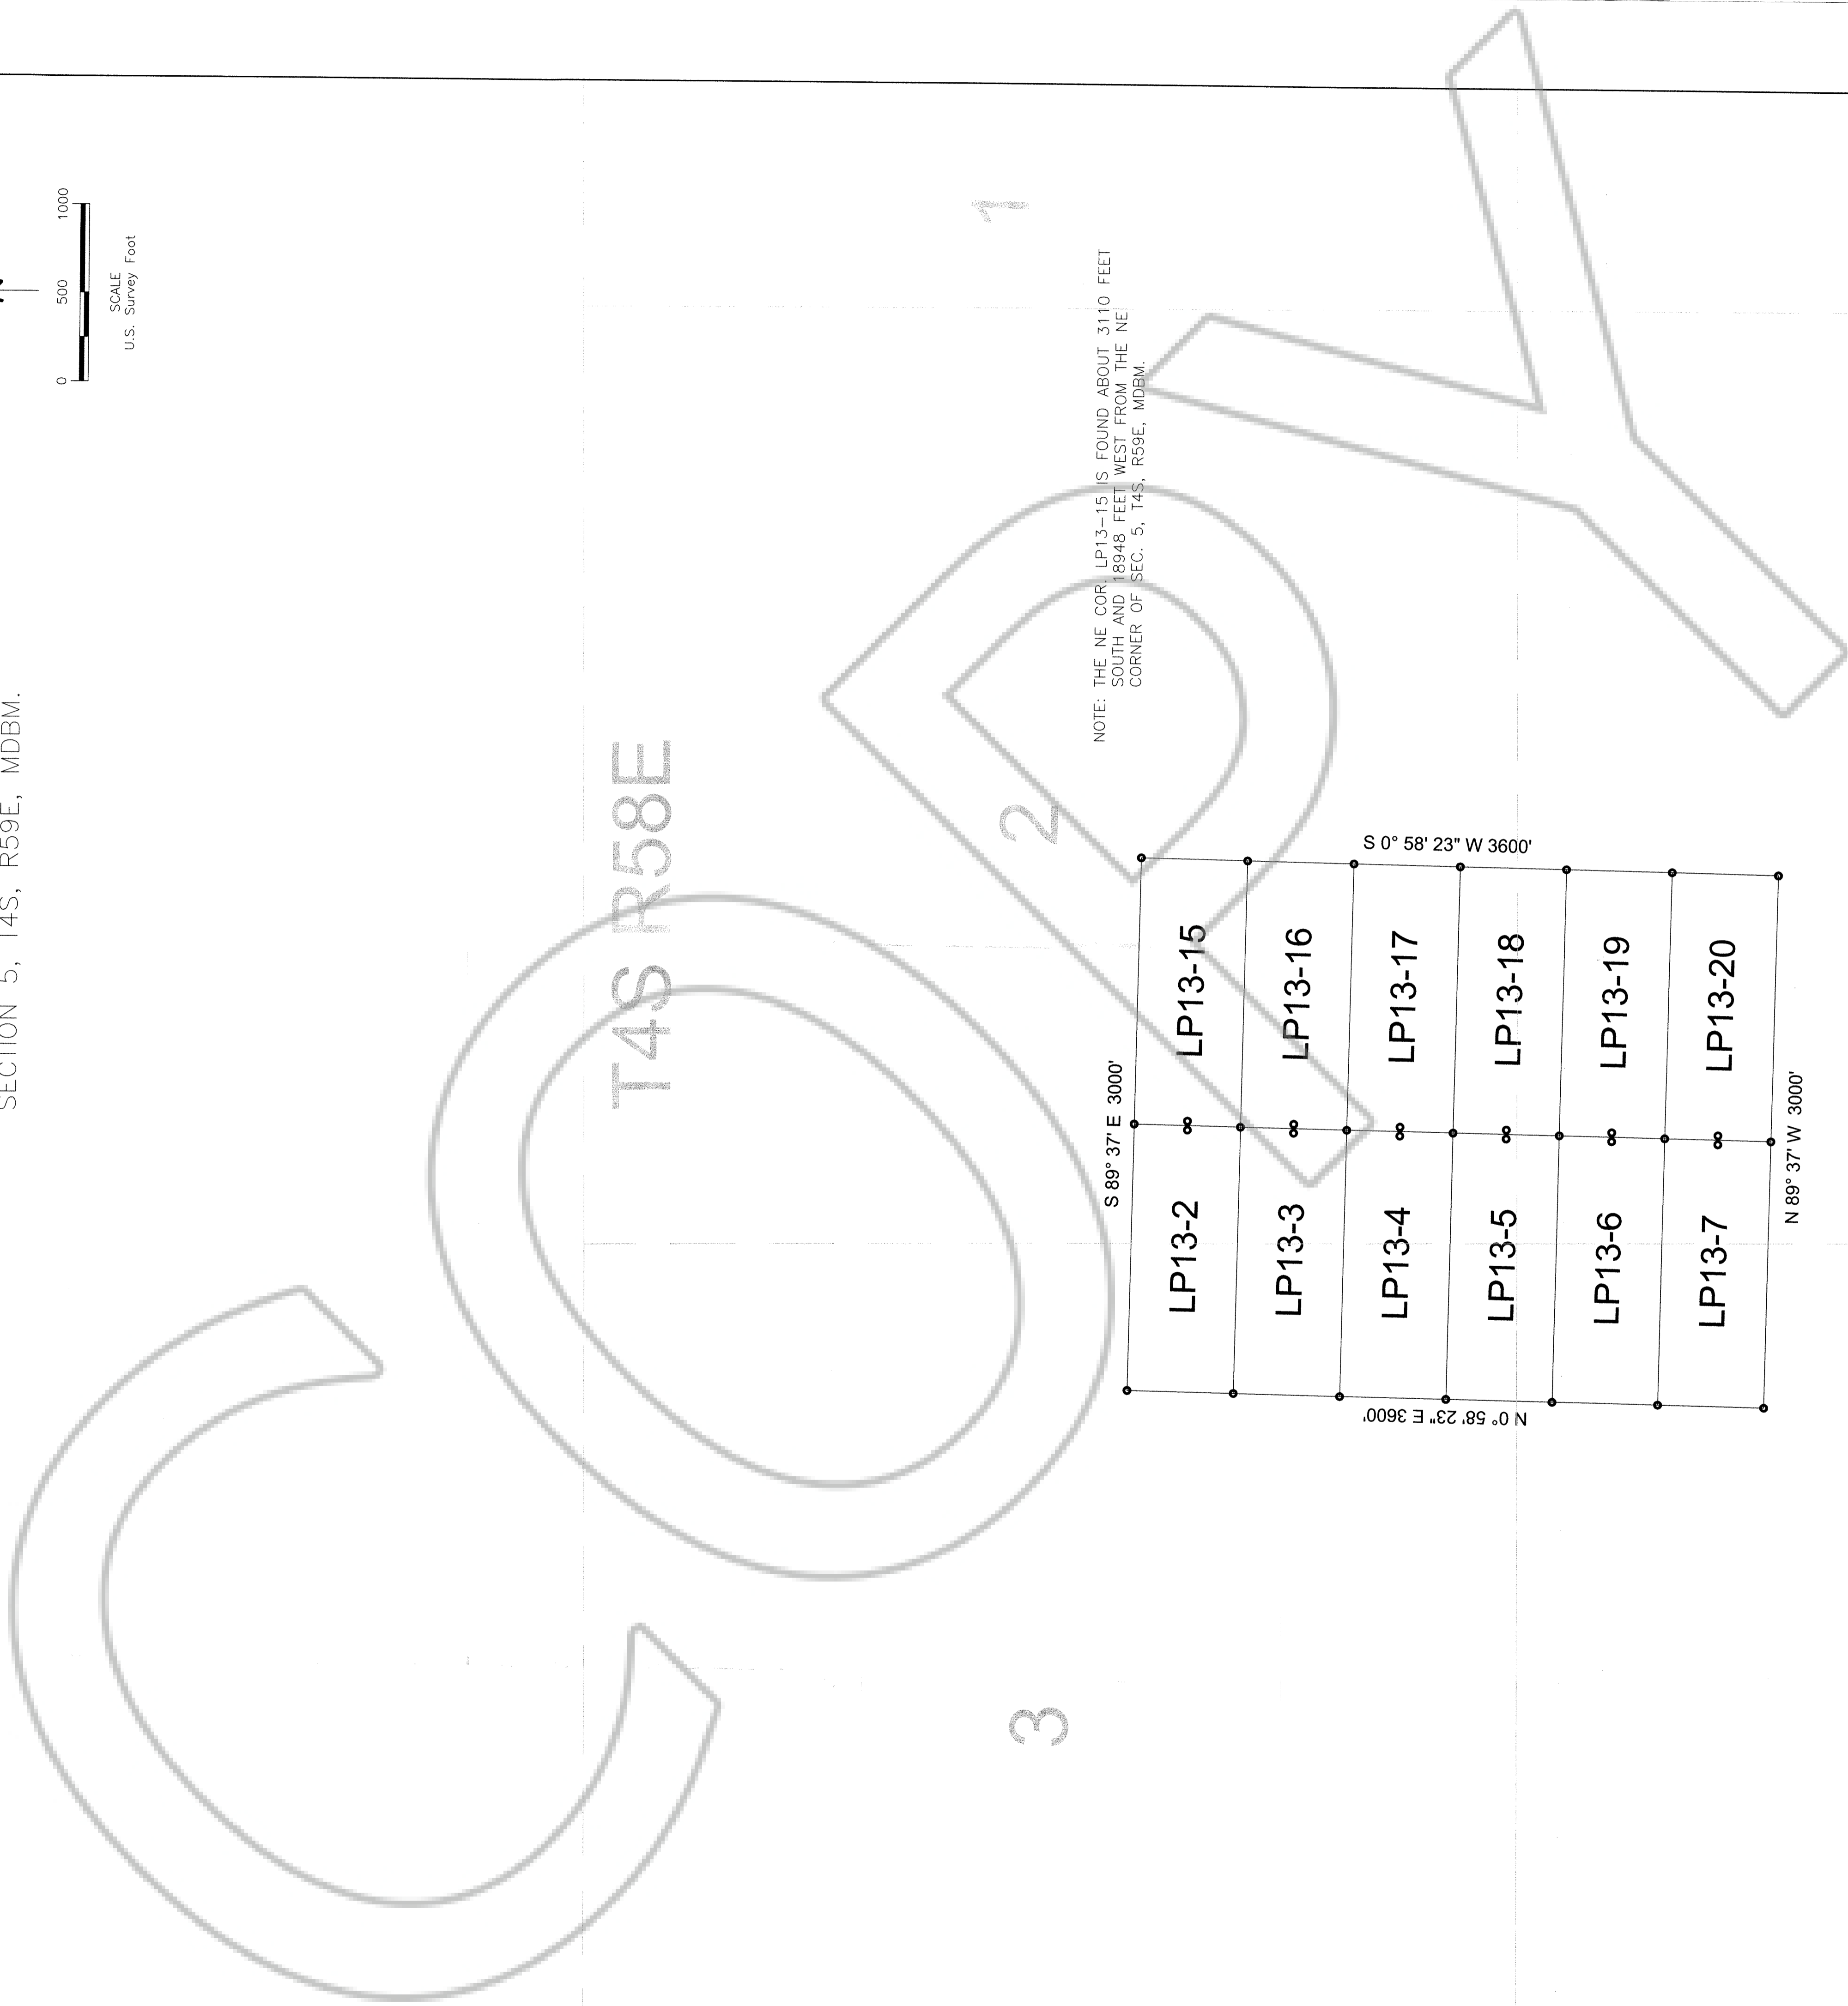 SECTION 5, T4S, R59E, MDBM.
0 500 1000
SCALE
U.S. Survey Foot
T4S R58E
3
2
1
NOTE: THE NE COR. LP13-15 IS FOUND ABOUT 3110 FEET
SOUTH AND 18948 FEET WEST FROM THE NE
CORNER OF SEC. 5, T4S, R59E, MDBM.
S 89° 37' E 3000'
LP13-2 LP13-15
LP13-3 LP13-16
LP13-4 LP13-17
LP13-5 LP13-18
LP13-6 LP13-19
LP13-7 LP13-20
N 0° 58' 23" E 3600'
S 0° 58' 23" W 3600'
N 89° 37' W 3000'
COPY